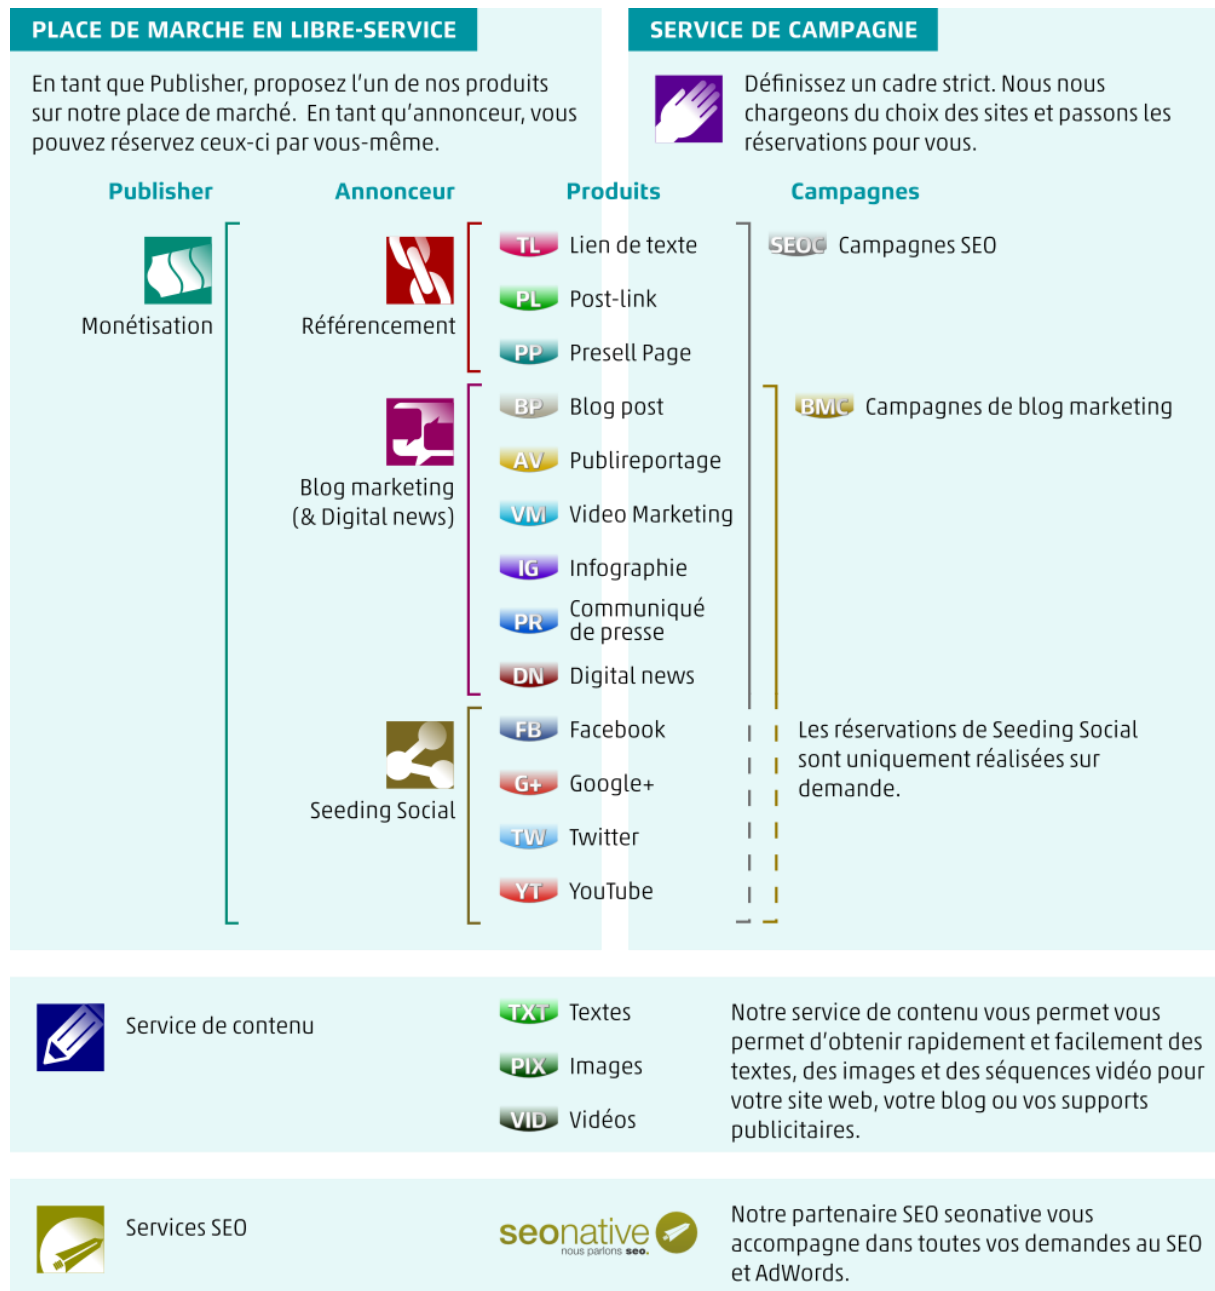 PLACE DE MARCHE EN LIBRE-SERVICE
En tant que Publisher, proposez l'un de nos produits
sur notre place de marché. En tant qu'annonceur, vous
pouvez réservez ceux-ci par vous-même.
SERVICE DE CAMPAGNE
Définissez un cadre strict. Nous nous
chargeons du choix des sites et passons les
réservations pour vous.
Publisher Annonceur Produits Campagnes
Monétisation
Référencement
TL Lien de texte
PL Post-link
PP Presell Page
SEOC Campagnes SEO
Blog marketing
(& Digital news)
BP Blog post
AV Publireportage
VM Video Marketing
IG Infographie
PR Communiqué
de presse
DN Digital news
BMC Campagnes de blog marketing
Seeding Social
FB Facebook
G+ Google+
TW Twitter
YT YouTube
Les réservations de Seeding Social
sont uniquement réalisées sur
demande.
Service de contenu
TXT Textes
PIX Images
VID Vidéos
Notre service de contenu vous permet vous
permet d'obtenir rapidement et facilement des
textes, des images et des séquences vidéo pour
votre site web, votre blog ou vos supports
publicitaires.
Services SEO
seonative
nous parlons seo.
Notre partenaire SEO seonative vous
accompagne dans toutes vos demandes au SEO
et AdWords.